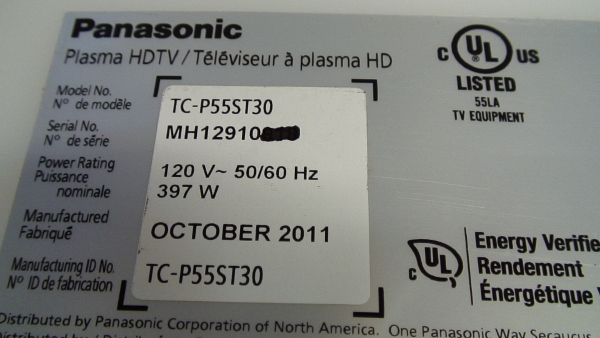 Panasonic
Plasma HDTV / Téléviseur à plasma HD
C UL US
LISTED
55LA
TV EQUIPMENT
Model No.
N° de modèle
TC-P55ST30
Serial No.
N° de série
MH12910
Power Rating
Puissance
nominale
120 V~ 50/60 Hz
397 W
Manufactured
Fabriqué
OCTOBER 2011
Manufacturing ID No.
N° ID de fabrication
TC-P55ST30
C UL
Energy Verifie
Rendement
Énergétique V
Distributed by Panasonic Corporation of North America. One Panasonic Way Secaucus